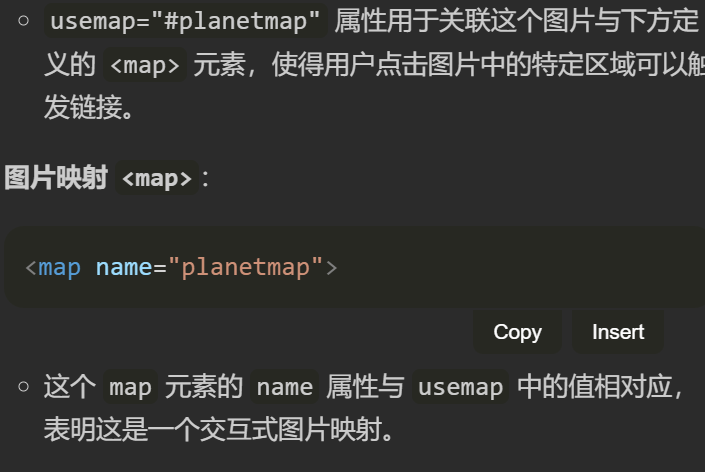 usemap="#planetmap" 属性用于关联这个图片与下方定
义的 <map> 元素，使得用户点击图片中的特定区域可以触
发链接。
图片映射 <map>：
<map name="planetmap">
Copy Insert
这个 map 元素的 name 属性与 usemap 中的值相对应，
表明这是一个交互式图片映射。